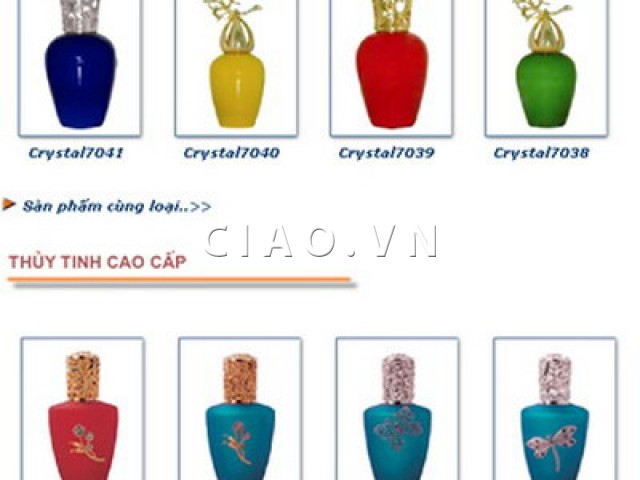 Crystal7041 Crystal7040 Crystal7039 Crystal7038
Sản phẩm cùng loại..>>
CIAO.VN
THỦY TINH CAO CẤP